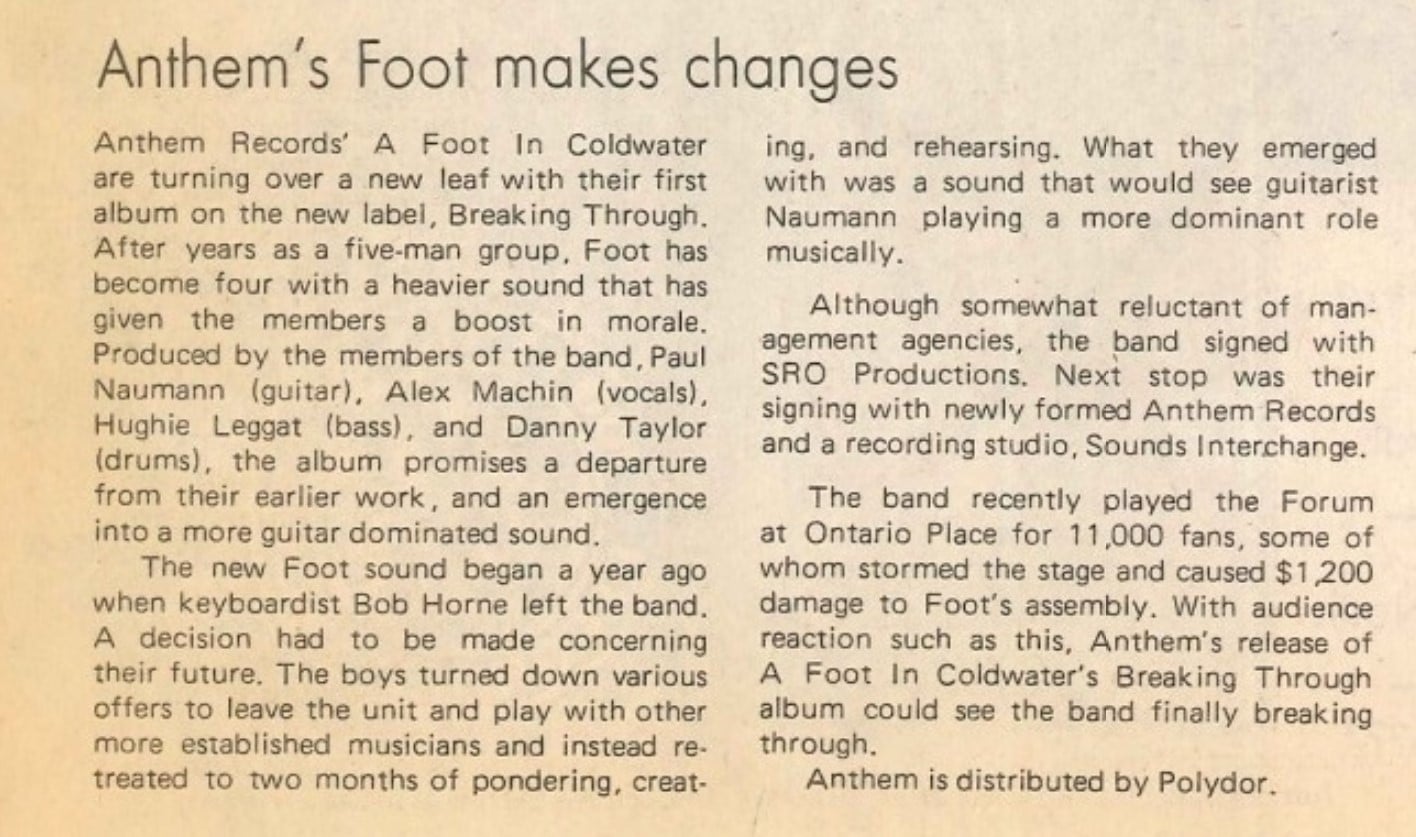 Anthem's Foot makes changes
Anthem Records' A Foot In Coldwater
are turning over a new leaf with their first
album on the new label, Breaking Through.
After years as a five-man group, Foot has
become four with a heavier sound that has
given the members a boost in morale.
Produced by the members of the band, Paul
Naumann (guitar), Alex Machin (vocals),
Hughie Leggat (bass), and Danny Taylor
(drums), the album promises a departure
from their earlier work, and an emergence
into a more guitar dominated sound.
The new Foot sound began a year ago
when keyboardist Bob Horne left the band.
A decision had to be made concerning
their future. The boys turned down various
offers to leave the unit and play with other
more established musicians and instead re-
treated to two months of pondering, creat-
ing, and rehearsing. What they emerged
with was a sound that would see guitarist
Naumann playing a more dominant role
musically.
Although somewhat reluctant of man-
agement agencies, the band signed with
SRO Productions. Next stop was their
signing with newly formed Anthem Records
and a recording studio, Sounds Interchange.
The band recently played the Forum
at Ontario Place for 11,000 fans, some of
whom stormed the stage and caused $1,200
damage to Foot's assembly. With audience
reaction such as this, Anthem's release of
A Foot In Coldwater's Breaking Through
album could see the band finally breaking
through.
Anthem is distributed by Polydor.